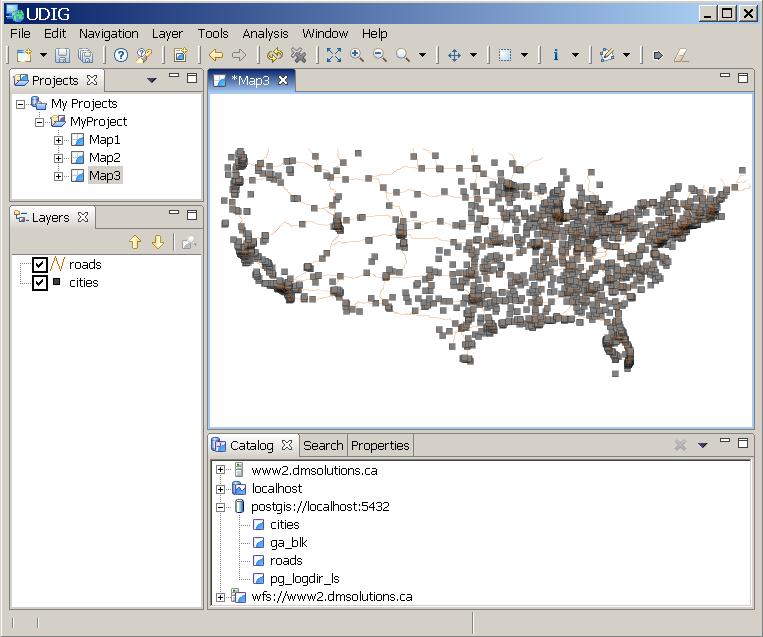 UDIG
File Edit Navigation Layer Tools Analysis Window Help
Projects
My Projects
MyProject
Map1
Map2
Map3
Layers
roads
cities
*Map3
Catalog Search Properties
www2.dmsolutions.ca
localhost
postgis://localhost:5432
cities
ga_blk
roads
pg_logdir_ls
wfs://www2.dmsolutions.ca